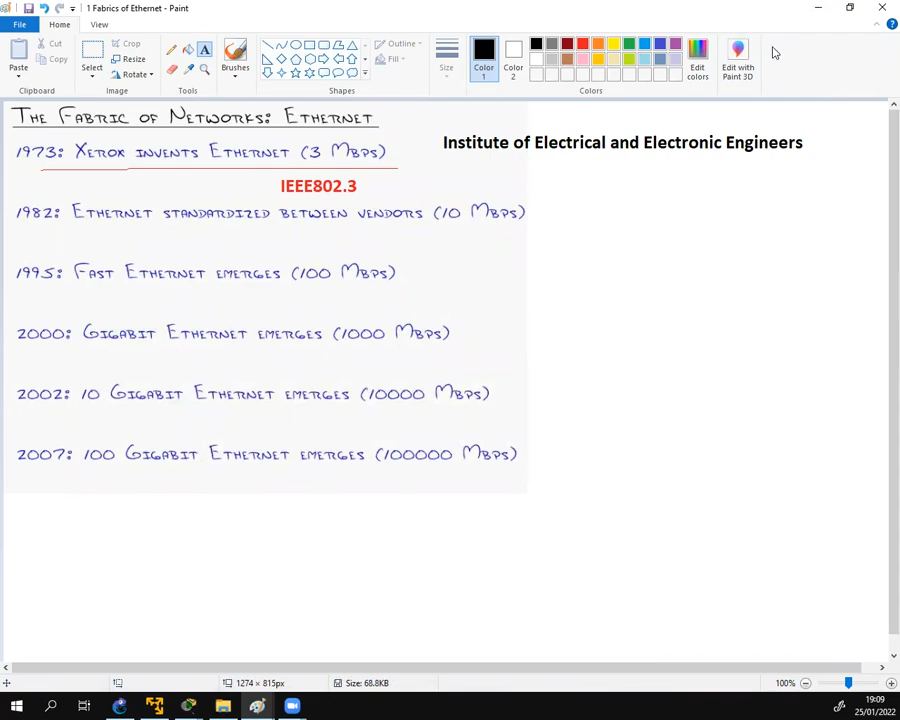 1 Fabrics of Ethernet - Paint
File Home View
Paste Cut Copy Clipboard
Select Crop Resize Rotate Image
Tools
Brushes
Shapes Outline Fill
Size
Color 1 Color 2 Colors
Edit colors
Edit with Paint 3D
The Fabric of Networks: Ethernet
1973: Xerox invents Ethernet (3 Mbps)
Institute of Electrical and Electronic Engineers
IEEE802.3
1982: Ethernet standardized between vendors (10 Mbps)
1995: Fast Ethernet emerges (100 Mbps)
2000: Gigabit Ethernet emerges (1000 Mbps)
2002: 10 Gigabit Ethernet emerges (10000 Mbps)
2007: 100 Gigabit Ethernet emerges (100000 Mbps)
1274 × 815px
Size: 68.8KB
100%
19:09
25/01/2022